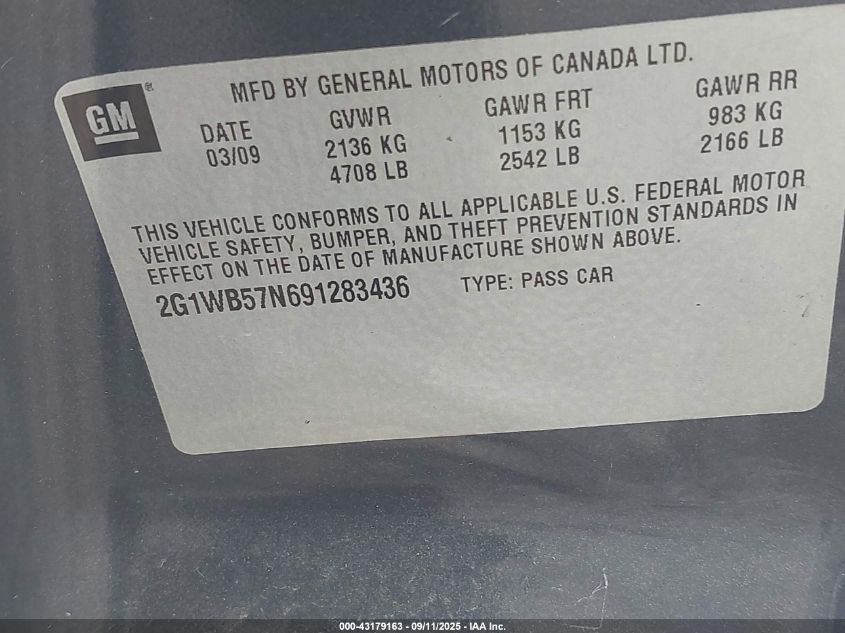 GM ®
MFD BY GENERAL MOTORS OF CANADA LTD.
DATE GVWR GAWR FRT GAWR RR
03/09 2136 KG 1153 KG 983 KG
4708 LB 2542 LB 2166 LB
THIS VEHICLE CONFORMS TO ALL APPLICABLE U.S. FEDERAL MOTOR
VEHICLE SAFETY, BUMPER, AND THEFT PREVENTION STANDARDS IN
EFFECT ON THE DATE OF MANUFACTURE SHOWN ABOVE.
2G1WB57N691283436 TYPE: PASS CAR
000-43179163 - 09/11/2025 - IAA Inc.